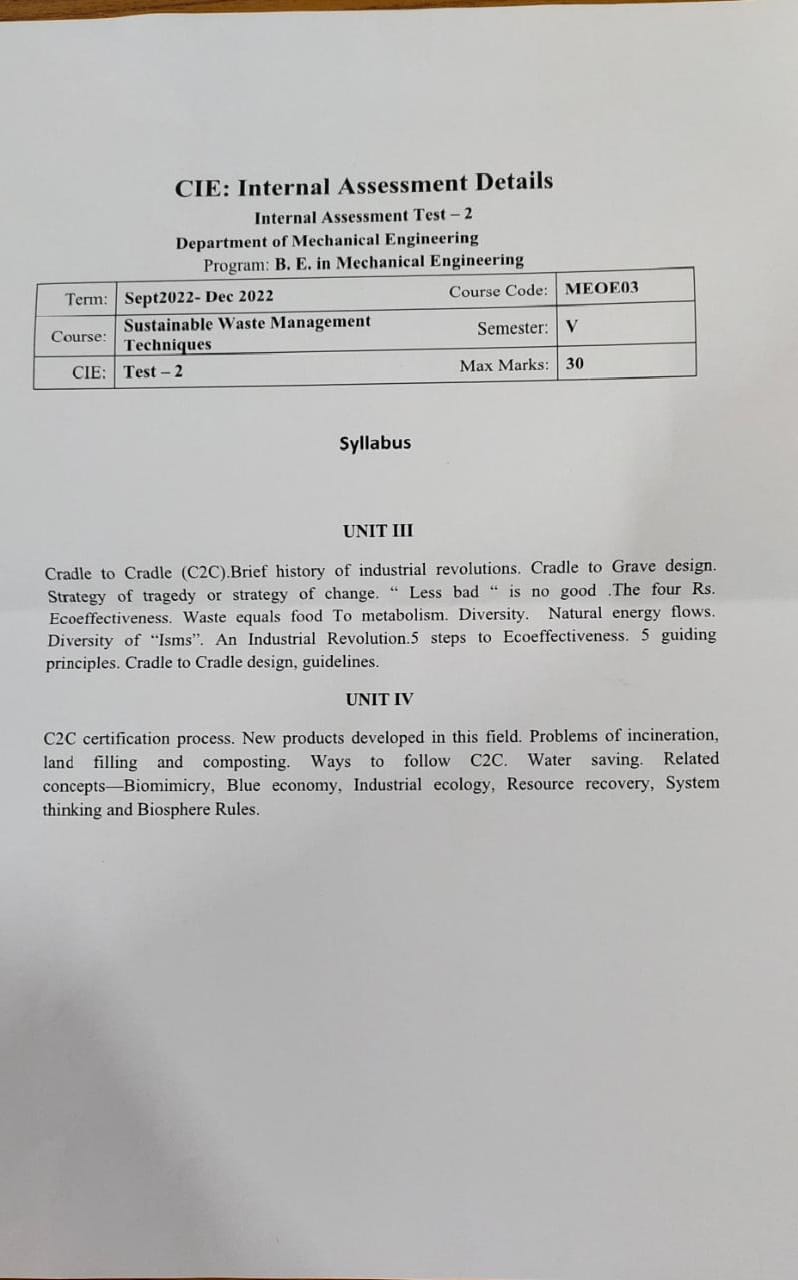 CIE: Internal Assessment Details
Internal Assessment Test – 2
Department of Mechanical Engineering
Program: B. E. in Mechanical Engineering
Term: Sept2022- Dec 2022 Course Code: MEOE03
Course: Sustainable Waste Management Techniques Semester: V
CIE: Test – 2 Max Marks: 30
Syllabus
UNIT III
Cradle to Cradle (C2C).Brief history of industrial revolutions. Cradle to Grave design.
Strategy of tragedy or strategy of change. “ Less bad “ is no good .The four Rs.
Ecoeffectiveness. Waste equals food To metabolism. Diversity. Natural energy flows.
Diversity of “Isms”. An Industrial Revolution.5 steps to Ecoeffectiveness. 5 guiding
principles. Cradle to Cradle design, guidelines.
UNIT IV
C2C certification process. New products developed in this field. Problems of incineration,
land filling and composting. Ways to follow C2C. Water saving. Related
concepts—Biomimicry, Blue economy, Industrial ecology, Resource recovery, System
thinking and Biosphere Rules.